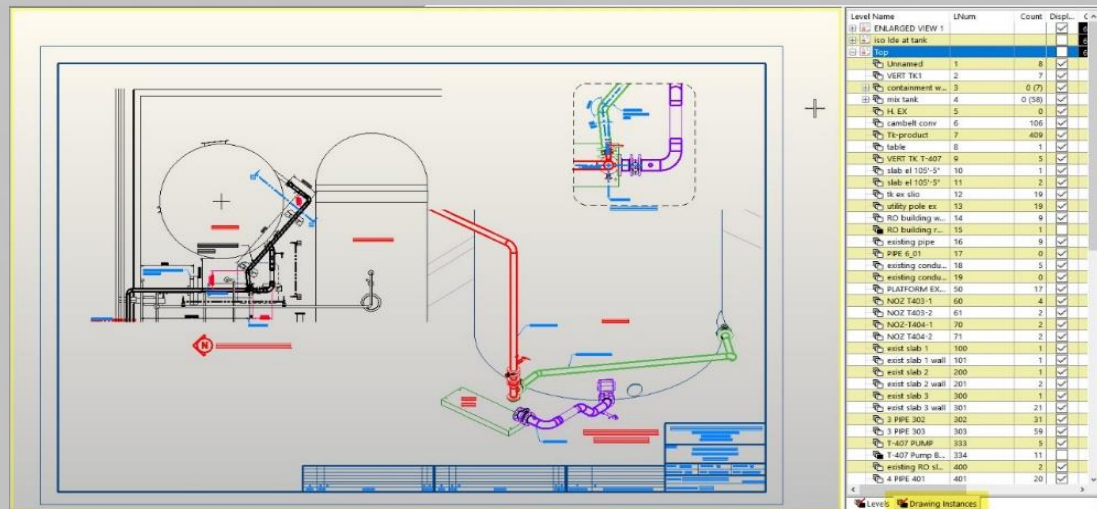 Level Name LNum Count Displ...
ENLARGED VIEW 1
iso lde at tank
Top
Unnamed 1 8
VERT TK1 2 7
containment w... 3 0 (7)
mix tank 4 0 (38)
H. EX 5 0
cambelt conv 6 106
Tk-product 7 409
table 8 1
VERT TK T-407 9 5
slab el 105'-5" 10 1
slab el 105'-5" 11 2
tk ex slio 12 19
utility pole ex 13 19
RO building w... 14 9
RO building r... 15 1
existing pipe 16 9
PIPE 6_01 17 0
existing condu... 18 5
existing condu... 19 0
PLATFORM EX... 50 17
NOZ T403-1 60 4
NOZ T403-2 61 2
NOZ-T404-1 70 2
NOZ T404-2 71 2
exist slab 1 100 1
exist slab 1 wall 101 1
exist slab 2 200 1
exist slab 2 wall 201 2
exist slab 3 300 1
exist slab 3 wall 301 21
3 PIPE 302 302 31
3 PIPE 303 303 59
T-407 PUMP 333 5
T-407 Pump B... 334 11
existing RO sl... 400 2
4 PIPE 401 401 20
Levels Drawing Instances
N